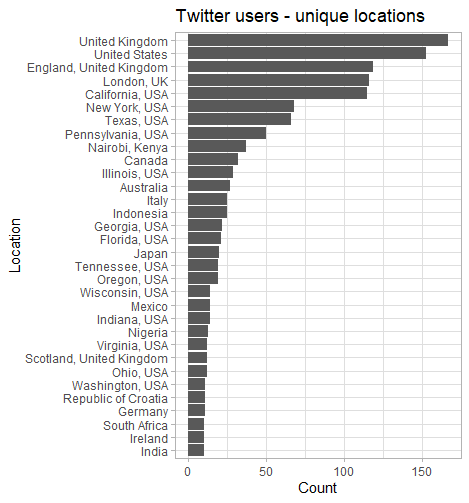 Twitter users - unique locations
United Kingdom
United States
England, United Kingdom
London, UK
California, USA
New York, USA
Texas, USA
Pennsylvania, USA
Nairobi, Kenya
Canada
Illinois, USA
Australia
Italy
Indonesia
Georgia, USA
Florida, USA
Japan
Tennessee, USA
Oregon, USA
Wisconsin, USA
Mexico
Indiana, USA
Nigeria
Virginia, USA
Scotland, United Kingdom
Ohio, USA
Washington, USA
Republic of Croatia
Germany
South Africa
Ireland
India
Location
0 50 100 150
Count